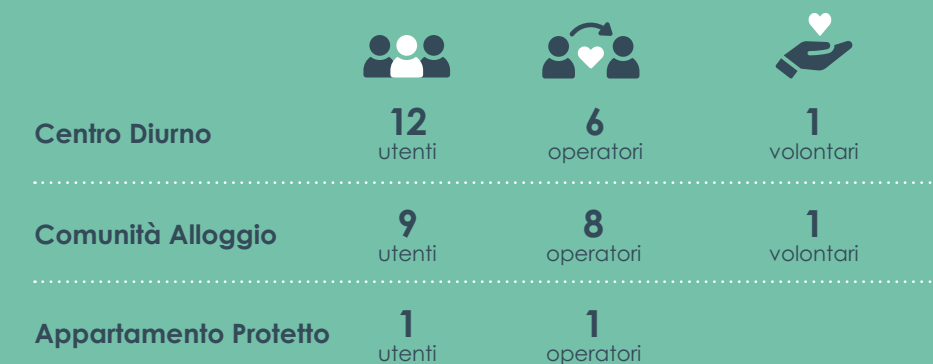 Centro Diurno
12 6 1
utenti operatori volontari
Comunità Alloggio
9 8 1
utenti operatori volontari
Appartamento Protetto
1 1
utenti operatori